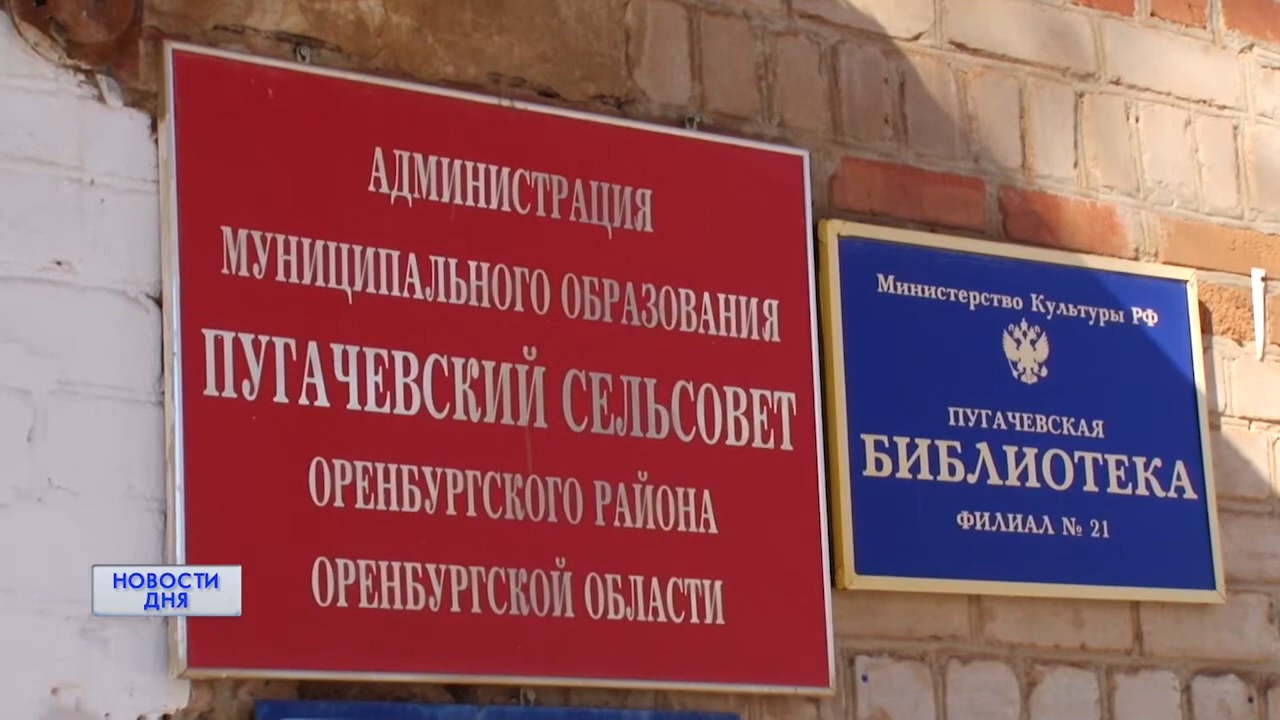 АДМИНИСТРАЦИЯ
МУНИЦИПАЛЬНОГО ОБРАЗОВАНИЯ
ПУГАЧЕВСКИЙ СЕЛЬСОВЕТ
ОРЕНБУРГСКОГО РАЙОНА
ОРЕНБУРГСКОЙ ОБЛАСТИ
Министерство Культуры РФ
ПУГАЧЕВСКАЯ
БИБЛИОТЕКА
ФИЛИАЛ № 21
НОВОСТИ
ДНЯ